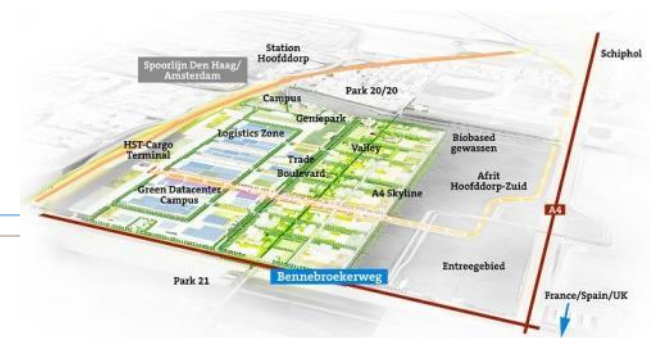 Station
Hoofddorp
Schiphol
Spoorlijn Den Haag/
Amsterdam
Park 20/20
Campus
Geniepark
Logistics Zone
Biobased
gewassen
HST-Cargo
Terminal
Valley
Trade
Boulevard
Afrit
Hoofddorp-Zuid
Green Datacenter
Campus
A4 Skyline
A4
Entreegebied
Park 21
Bennebroekerweg
France/Spain/UK